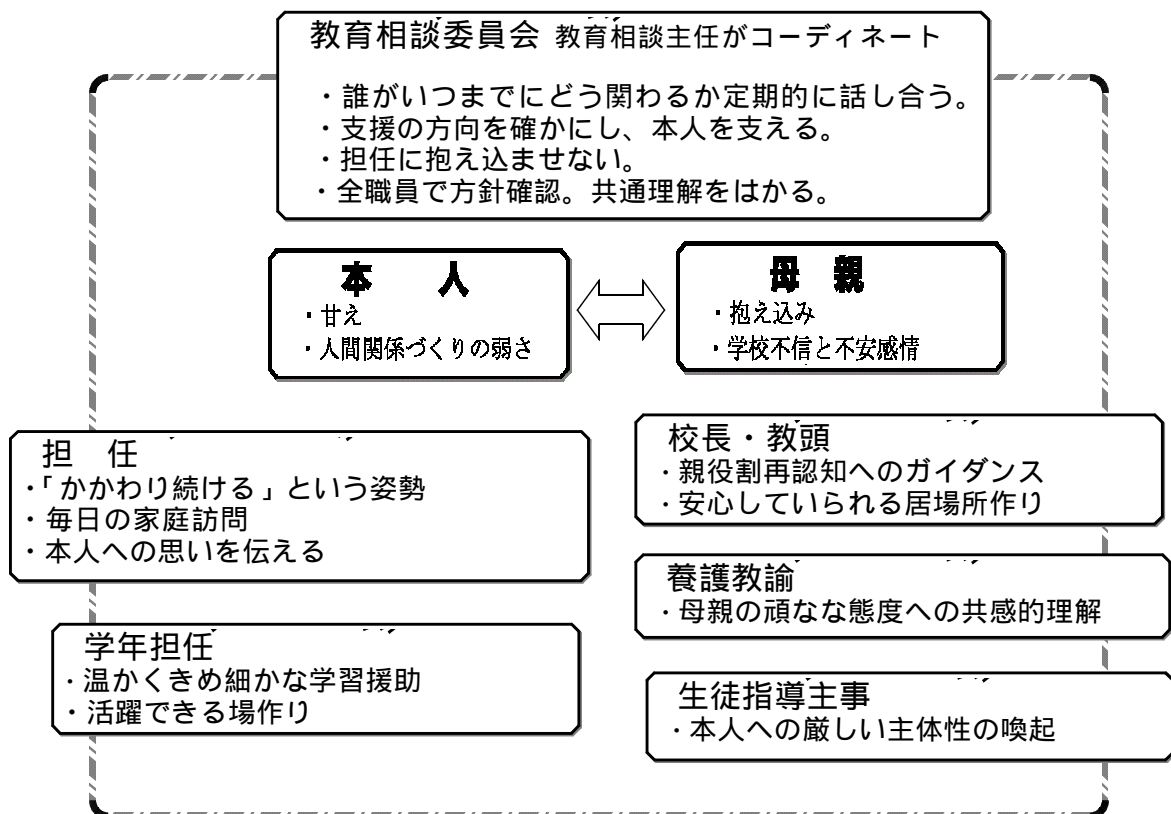 教育相談委員会 教育相談主任がコーディネート
・誰がいつまでにどう関わるか定期的に話し合う。
・支援の方向を確かにし、本人を支える。
・担任に抱え込ませない。
・全職員で方針確認。共通理解をはかる。
本 人
・甘え
・人間関係づくりの弱さ
母 親
・抱え込み
・学校不信と不安感情
担 任
・「かかわり続ける」という姿勢
・毎日の家庭訪問
・本人への思いを伝える
学年担任
・温かくきめ細かな学習援助
・活躍できる場作り
校長・教頭
・親役割再認知へのガイダンス
・安心していられる居場所作り
養護教諭
・母親の頑なな態度への共感的理解
生徒指導主事
・本人への厳しい主体性の喚起